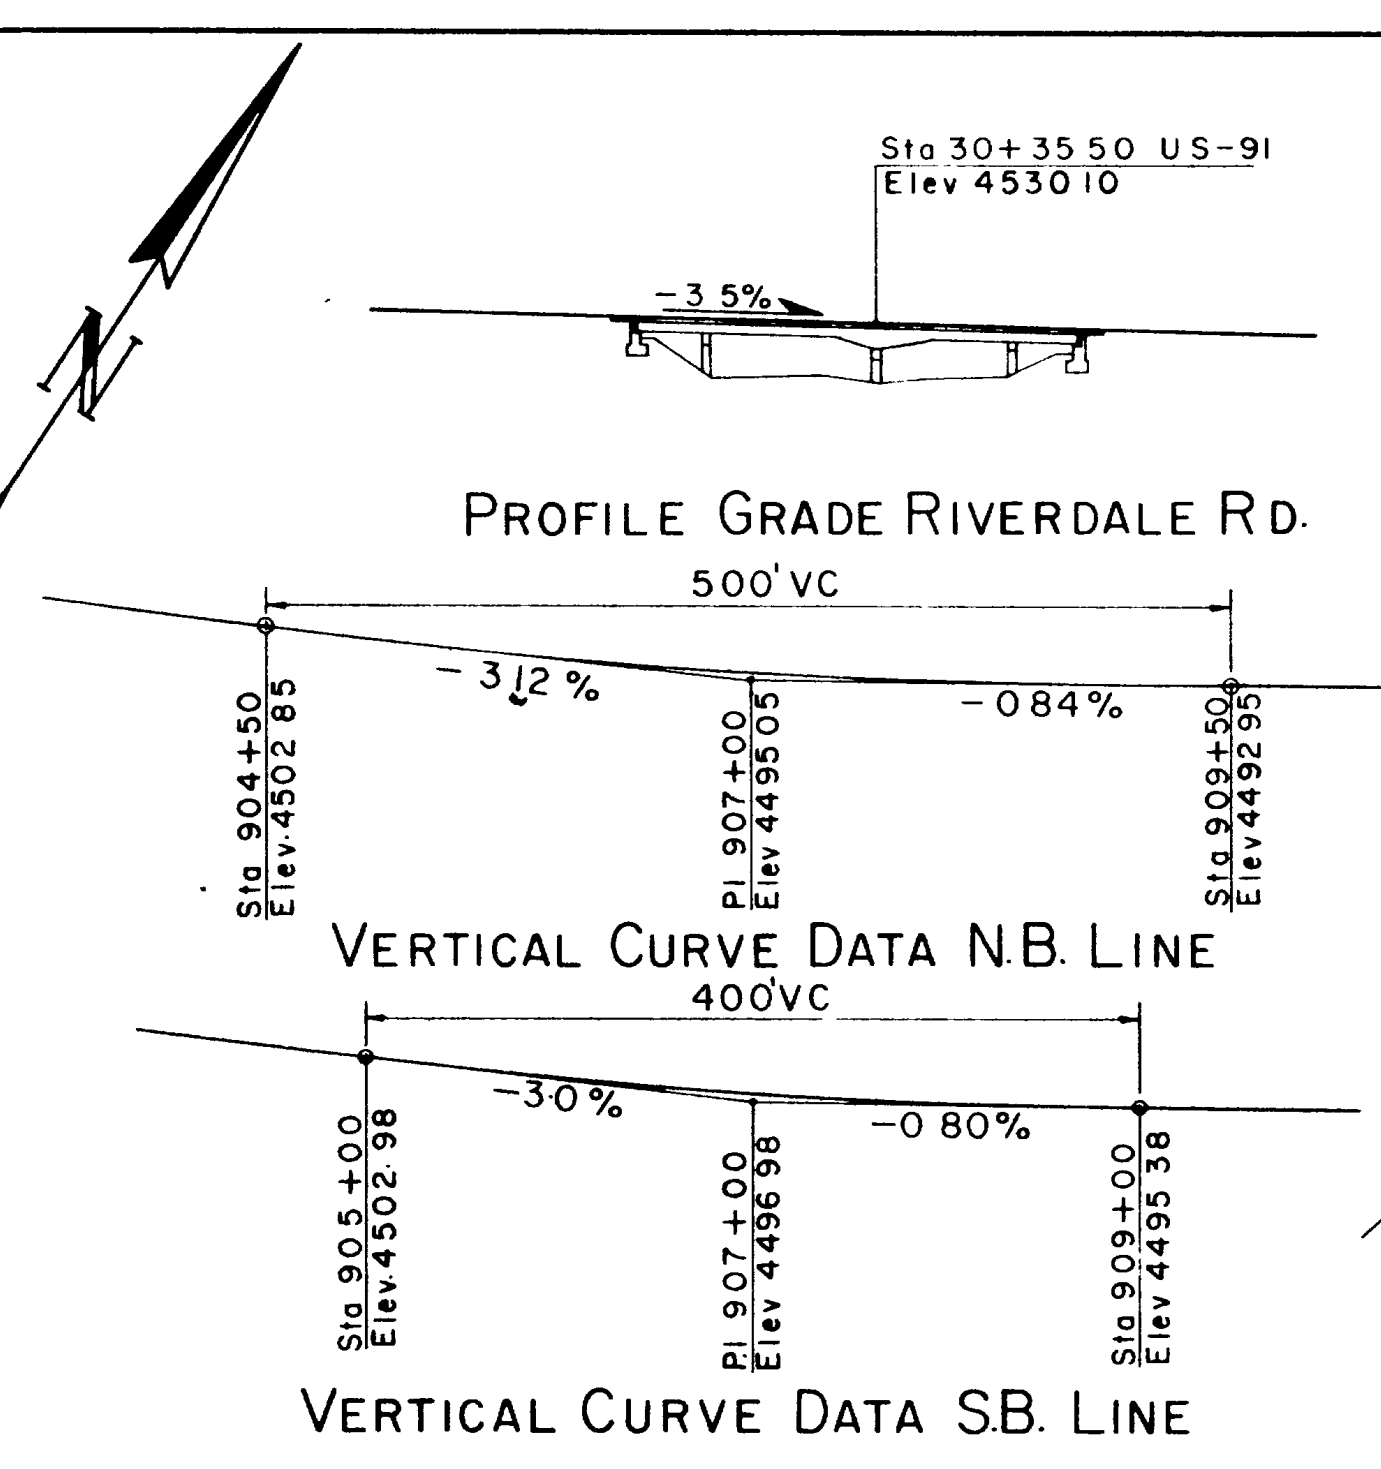 Sta 30+35 50 US-91
Elev 4530 10
-3 5%
N
PROFILE GRADE RIVERDALE RD.
500' VC
-3 12 %
-0 84 %
Sta 904+50
Elev. 4502 85
P.I 907+00
Elev 4495 05
Sta 909+50
Elev 4492 95
VERTICAL CURVE DATA N.B. LINE
400' VC
-3.0 %
-0 80 %
Sta 905+00
Elev. 4502.98
P.I 907+00
Elev 4496 98
Sta 909+00
Elev 4495 38
VERTICAL CURVE DATA S.B. LINE